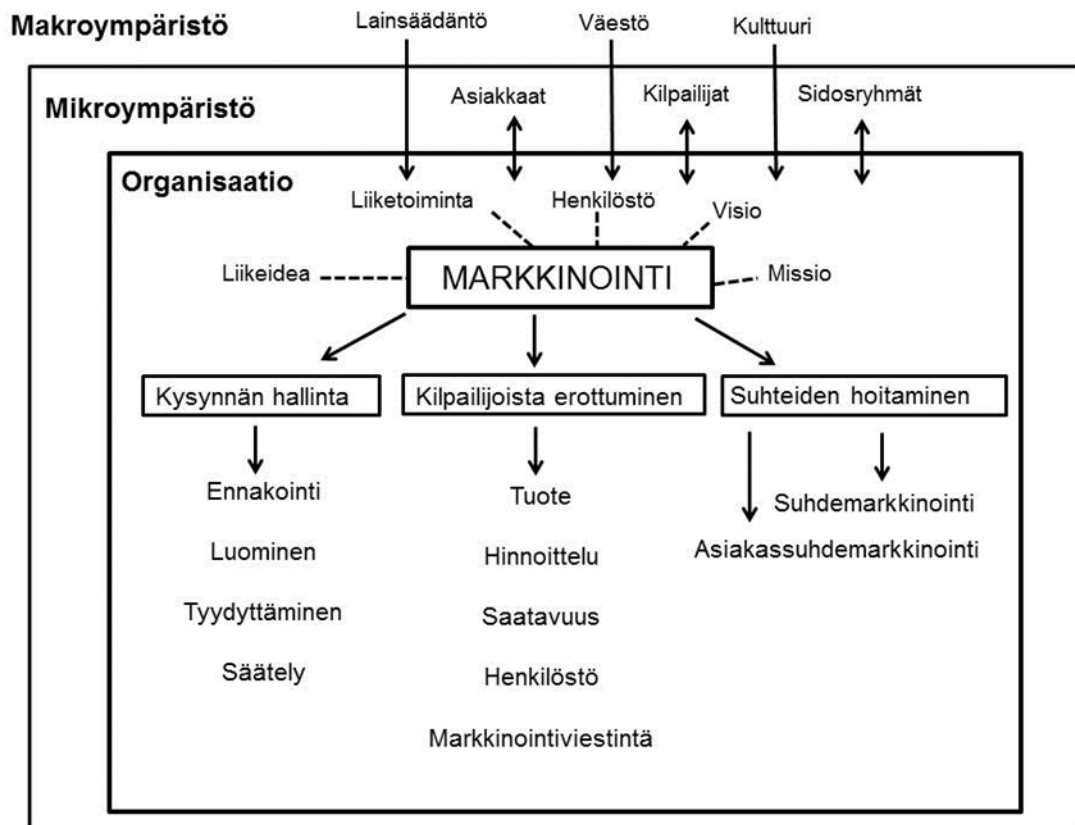 Makroympäristö
Lainsäädäntö
Väestö
Kulttuuri
Mikroympäristö
Asiakkaat
Kilpailijat
Sidosryhmät
Organisaatio
Liiketoiminta
Henkilöstö
Visio
Liikeidea
MARKKINOINTI
Missio
Kysynnän hallinta
Kilpailijoista erottuminen
Suhteiden hoitaminen
Ennakointi
Luominen
Tyydyttäminen
Säätely
Tuote
Hinnoittelu
Saatavuus
Henkilöstö
Markkinointiviestintä
Suhdemarkkinointi
Asiakassuhdemarkkinointi